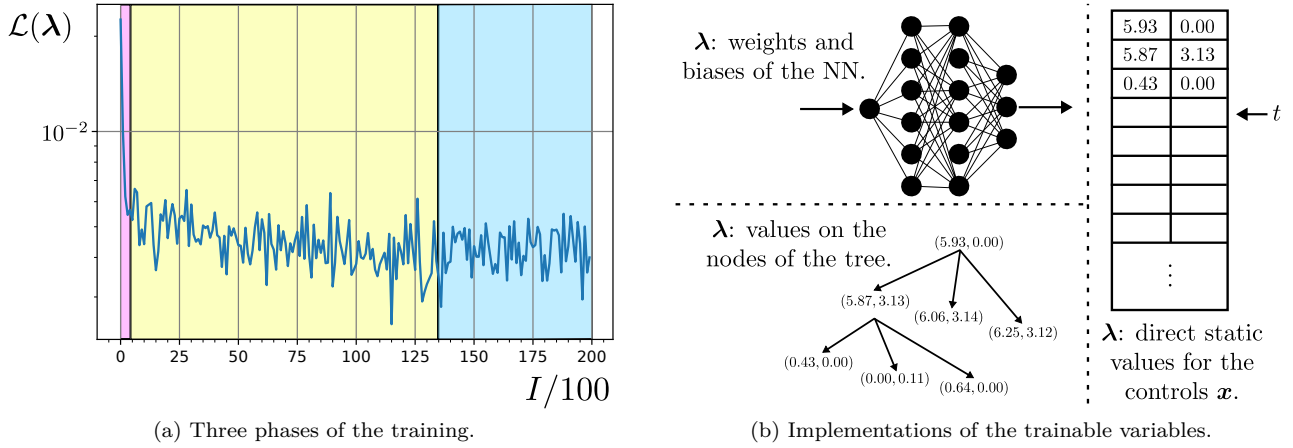 𝓛(𝝀)
10⁻²
0 25 50 75 100 125 150 175 200
I/100
(a) Three phases of the training.
𝝀: weights and
biases of the NN.
𝝀: values on the
nodes of the tree.
(5.93, 0.00)
(5.87, 3.13)
(6.06, 3.14)
(6.25, 3.12)
(0.43, 0.00)
(0.00, 0.11)
(0.64, 0.00)
5.93 0.00
5.87 3.13
0.43 0.00
t
⋮
𝝀: direct static
values for the
controls 𝒙.
(b) Implementations of the trainable variables.